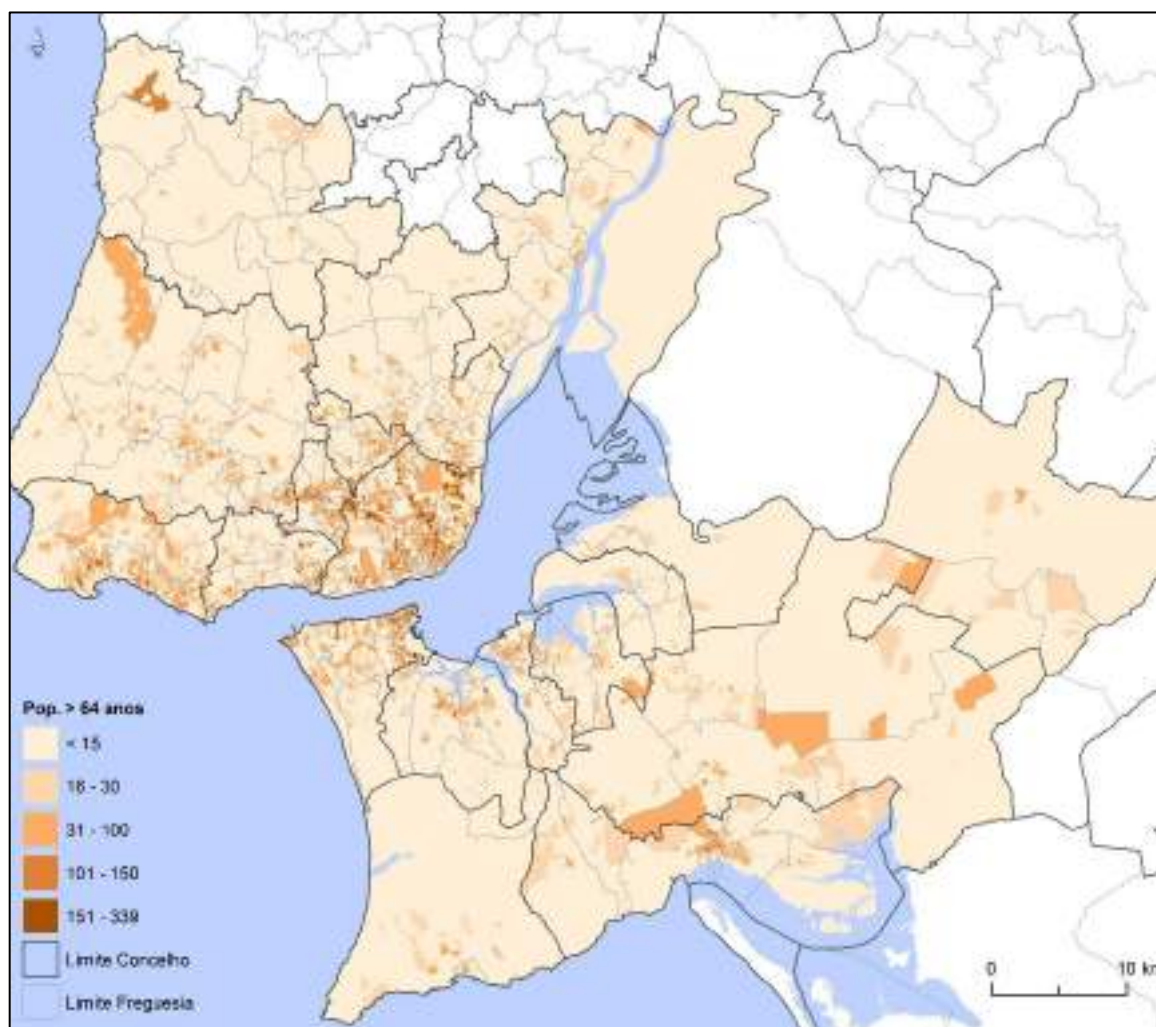 Pop. > 64 anos
< 15
16 - 30
31 - 100
101 - 150
151 - 339
Limite Concelho
Limite Freguesia
0 10 km